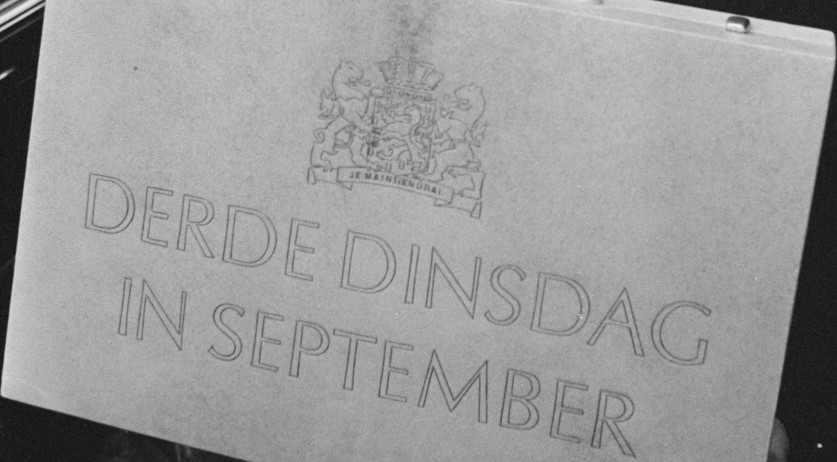 JE MAINTIENDRAI
DERDE DINSDAG
IN SEPTEMBER